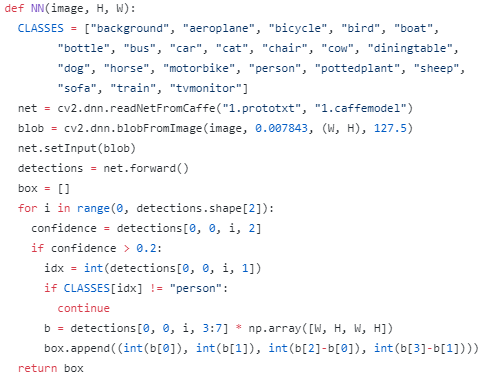 def NN(image, H, W):
  CLASSES = ["background", "aeroplane", "bicycle", "bird", "boat",
        "bottle", "bus", "car", "cat", "chair", "cow", "diningtable",
        "dog", "horse", "motorbike", "person", "pottedplant", "sheep",
        "sofa", "train", "tvmonitor"]
  net = cv2.dnn.readNetFromCaffe("1.prototxt", "1.caffemodel")
  blob = cv2.dnn.blobFromImage(image, 0.007843, (W, H), 127.5)
  net.setInput(blob)
  detections = net.forward()
  box = []
  for i in range(0, detections.shape[2]):
    confidence = detections[0, 0, i, 2]
    if confidence > 0.2:
      idx = int(detections[0, 0, i, 1])
      if CLASSES[idx] != "person":
        continue
      b = detections[0, 0, i, 3:7] * np.array([W, H, W, H])
      box.append((int(b[0]), int(b[1]), int(b[2]-b[0]), int(b[3]-b[1])))
  return box